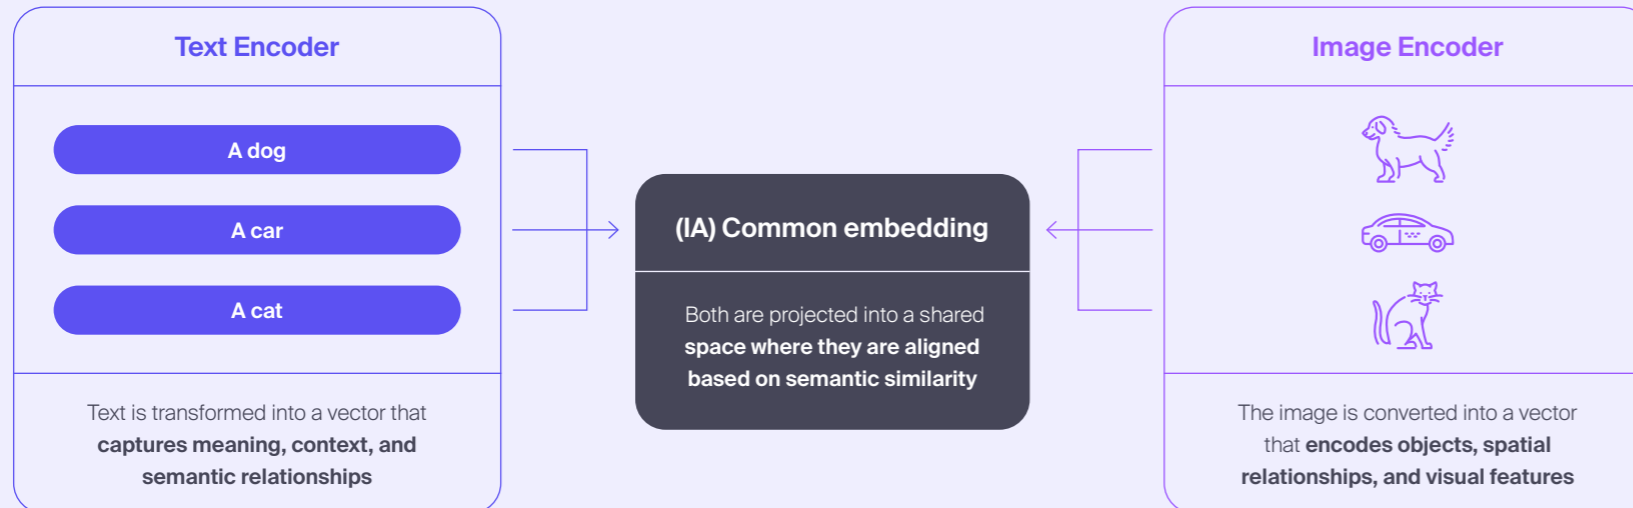 Text Encoder
A dog
A car
A cat
Text is transformed into a vector that
captures meaning, context, and
semantic relationships
(IA) Common embedding
Both are projected into a shared
space where they are aligned
based on semantic similarity
Image Encoder
The image is converted into a vector
that encodes objects, spatial
relationships, and visual features